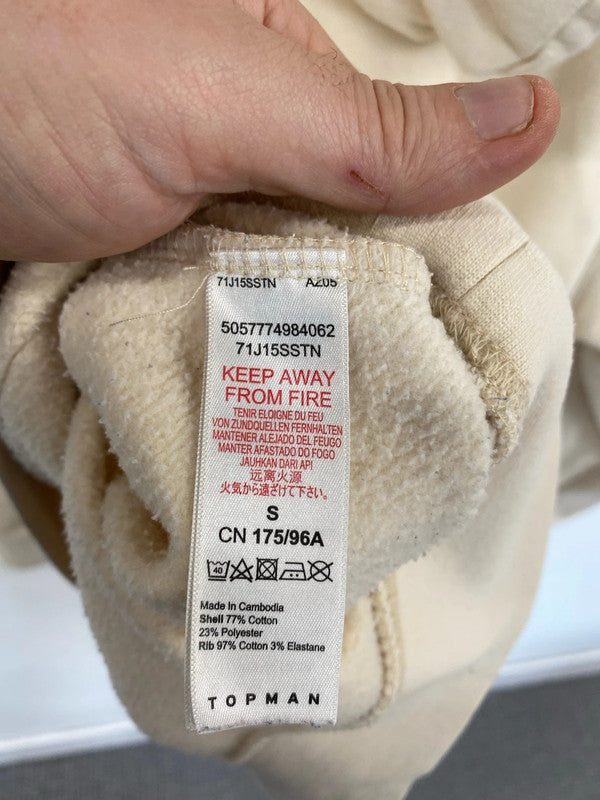 71J15SSTN A205
5057774984062
71J15SSTN
KEEP AWAY
FROM FIRE
TENIR ELOIGNE DU FEU
VON ZUNDQUELLEN FERNHALTEN
MANTENER ALEJADO DEL FEUGO
MANTER AFASTADO DO FOGO
JAUHKAN DARI API
远离火源
火気から遠ざけて下さい。
S
CN 175/96A
40
Made In Cambodia
Shell 77% Cotton
23% Polyester
Rib 97% Cotton 3% Elastane
TOPMAN